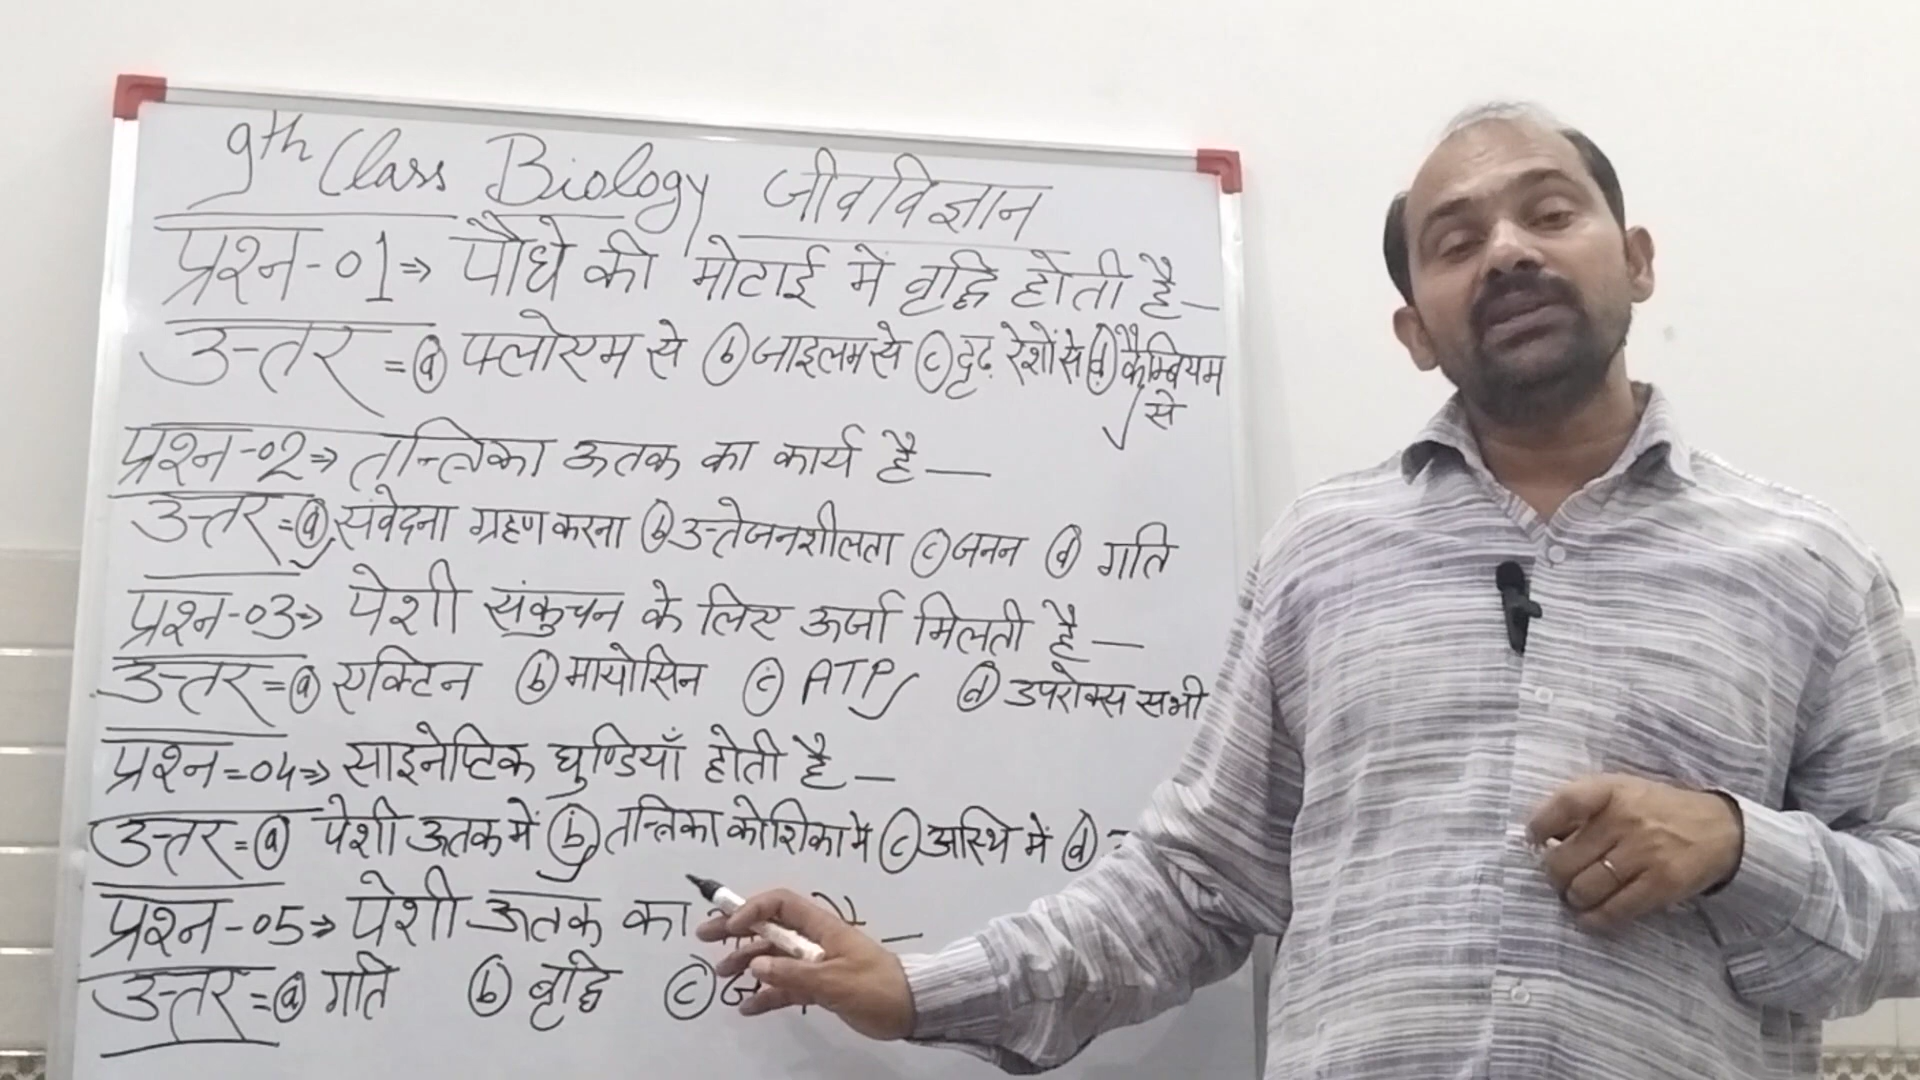 9th Class Biology जीवविज्ञान
प्रश्न-01⇒ पौधे की मोटाई में वृद्धि होती है—
उत्तर=ⓐ फ्लोएम से ⓑ जाइलम से ⓒ दृढ़ रेशों से ⓓ कैम्बियम
से
प्रश्न-02⇒ तन्त्रिका ऊतक का कार्य है—
उत्तर=ⓐ संवेदना ग्रहण करना ⓑ उत्तेजनशीलता ⓒ जनन ⓓ गति
प्रश्न-03⇒ पेशी संकुचन के लिए ऊर्जा मिलती है—
उत्तर=ⓐ एक्टिन ⓑ मायोसिन ⓒ ATP ⓓ उपरोक्स सभी
प्रश्न=04⇒ साइनेप्टिक घुण्डियाँ होती है—
उत्तर=ⓐ पेशी ऊतक में ⓑ तन्त्रिका कोशिका में ⓒ अस्थि में ⓓ
प्रश्न-05⇒ पेशी ऊतक का है—
उत्तर=ⓐ गति ⓑ वृद्धि ⓒ